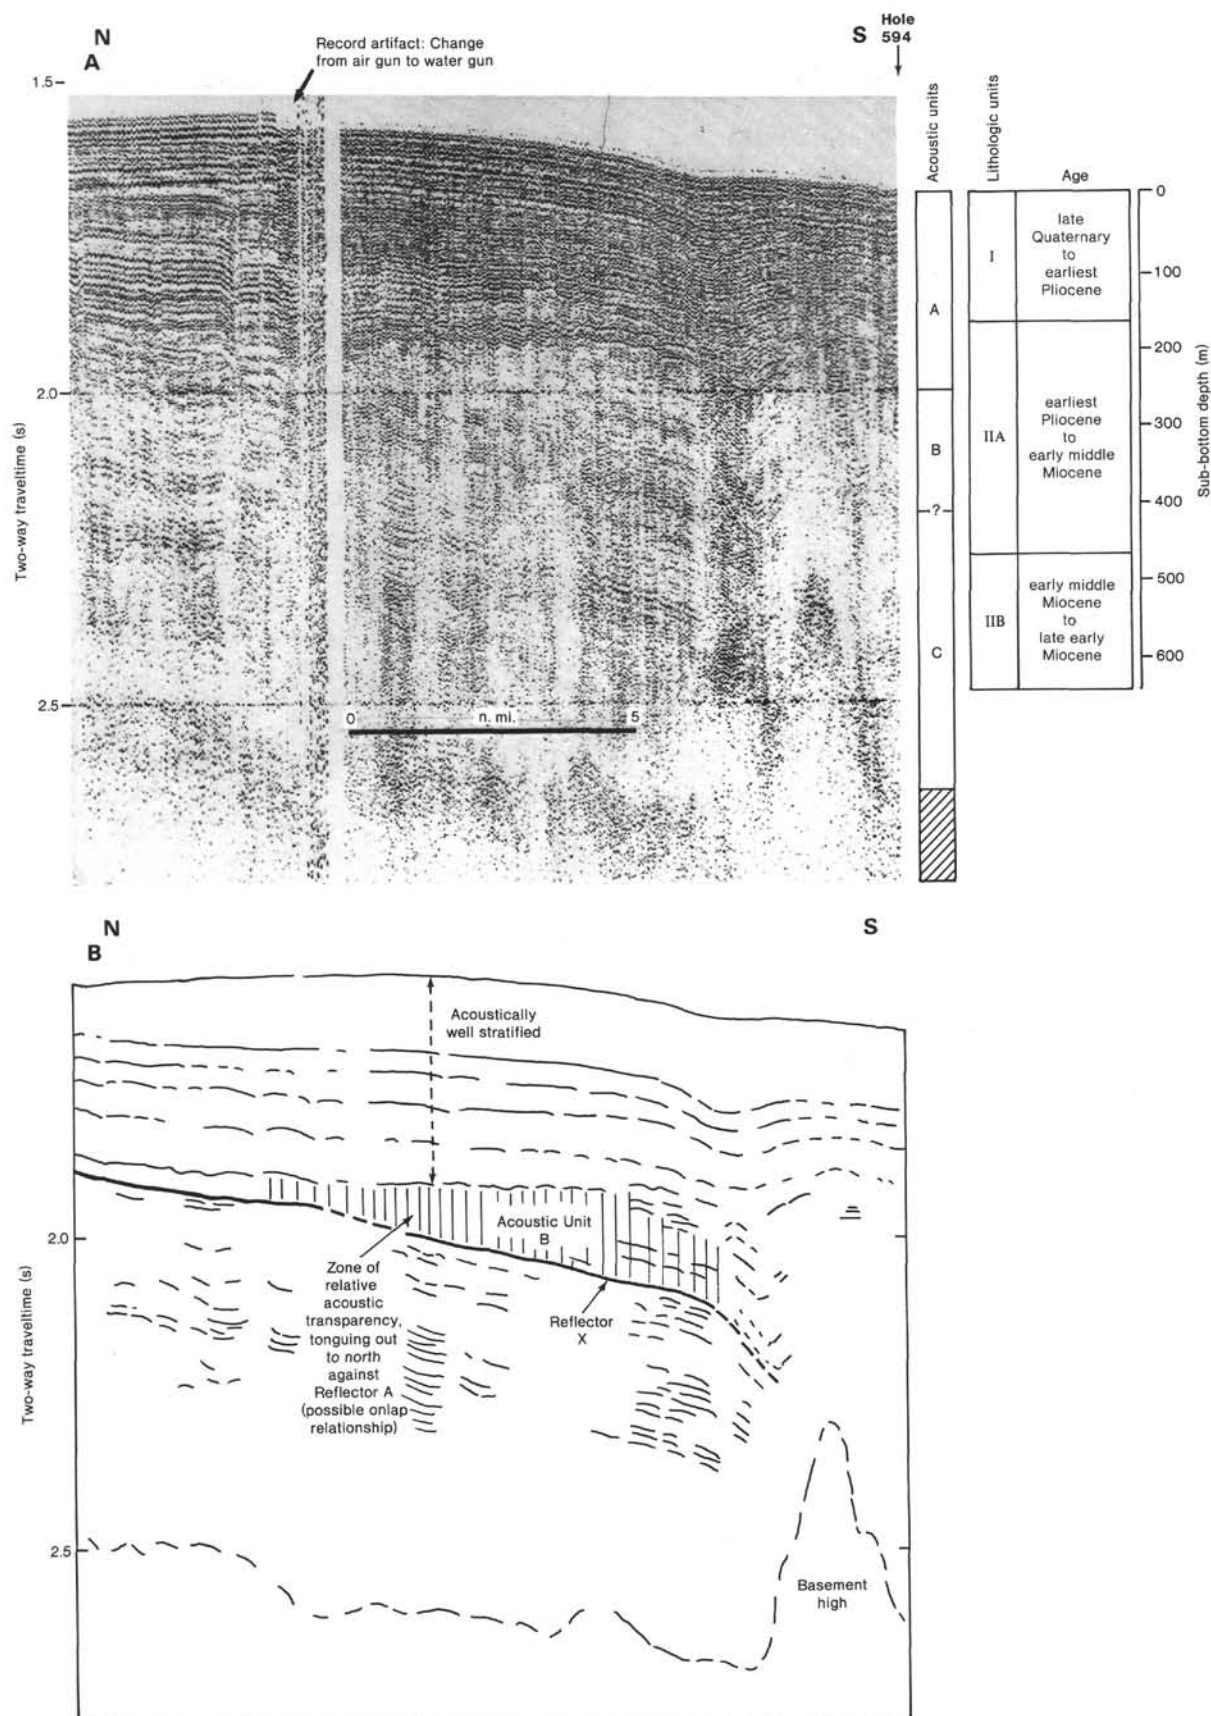 N
A
Record artifact: Change
from air gun to water gun
S
Hole
594
1.5
2.0
2.5
Two-way traveltime (s)
0
n. mi.
5
Acoustic units
A
B
?
C
Lithologic units
I
IIA
IIB
Age
late
Quaternary
to
earliest
Pliocene
earliest
Pliocene
to
early middle
Miocene
early middle
Miocene
to
late early
Miocene
0
100
200
300
400
500
600
Sub-bottom depth (m)
N
B
S
Acoustically
well stratified
Acoustic Unit
B
Zone of
relative
acoustic
transparency,
tonguing out
to north
against
Reflector A
(possible onlap
relationship)
Reflector
X
2.0
2.5
Two-way traveltime (s)
Basement
high